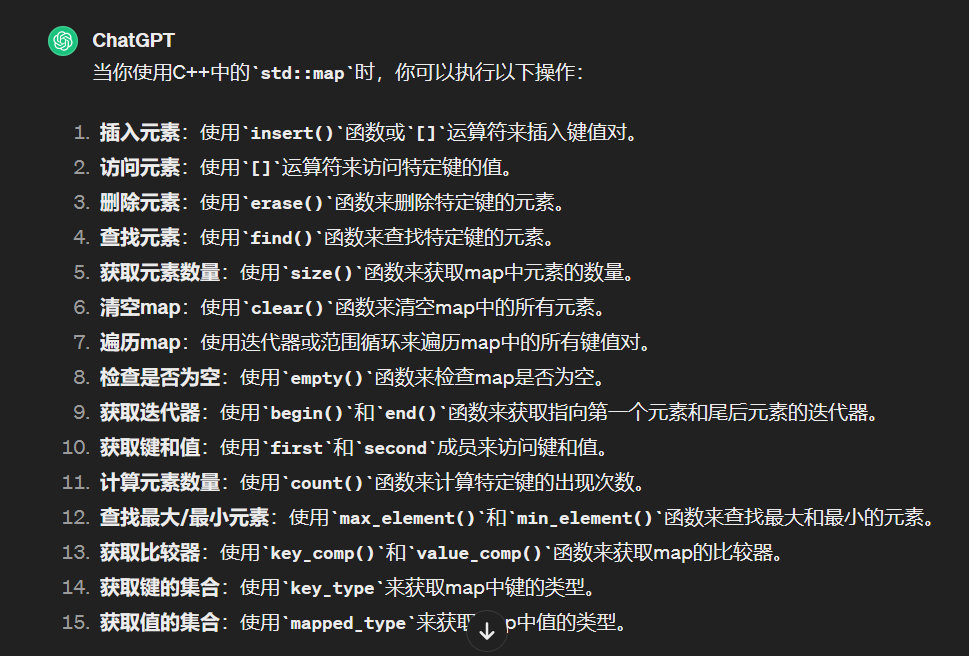 ChatGPT
当你使用C++中的`std::map`时，你可以执行以下操作：
1. 插入元素：使用`insert()`函数或`[]`运算符来插入键值对。
2. 访问元素：使用`[]`运算符来访问特定键的值。
3. 删除元素：使用`erase()`函数来删除特定键的元素。
4. 查找元素：使用`find()`函数来查找特定键的元素。
5. 获取元素数量：使用`size()`函数来获取map中元素的数量。
6. 清空map：使用`clear()`函数来清空map中的所有元素。
7. 遍历map：使用迭代器或范围循环来遍历map中的所有键值对。
8. 检查是否为空：使用`empty()`函数来检查map是否为空。
9. 获取迭代器：使用`begin()`和`end()`函数来获取指向第一个元素和尾后元素的迭代器。
10. 获取键和值：使用`first`和`second`成员来访问键和值。
11. 计算元素数量：使用`count()`函数来计算特定键的出现次数。
12. 查找最大/最小元素：使用`max_element()`和`min_element()`函数来查找最大和最小的元素。
13. 获取比较器：使用`key_comp()`和`value_comp()`函数来获取map的比较器。
14. 获取键的集合：使用`key_type`来获取map中键的类型。
15. 获取值的集合：使用`mapped_type`来获取p中值的类型。